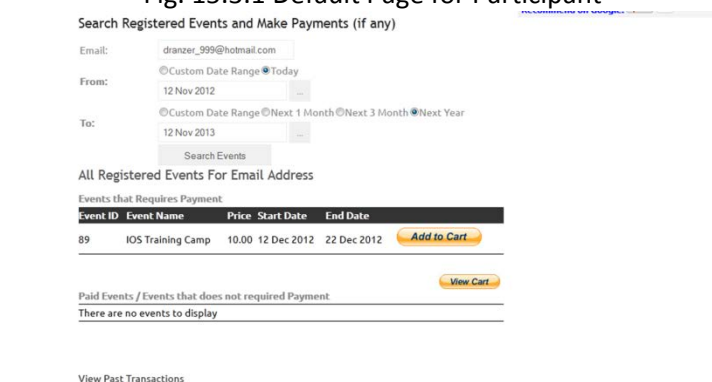 Fig. 15.5.1 Default Page for Participant
Recommend on Google:
Search Registered Events and Make Payments (if any)
Email: dranzer_999@hotmail.com
From: Custom Date Range Today
12 Nov 2012 ...
To: Custom Date Range Next 1 Month Next 3 Month Next Year
12 Nov 2013 ...
Search Events
All Registered Events For Email Address
Events that Requires Payment
Event ID Event Name Price Start Date End Date
89 IOS Training Camp 10.00 12 Dec 2012 22 Dec 2012 Add to Cart
View Cart
Paid Events / Events that does not required Payment
There are no events to display
View Past Transactions